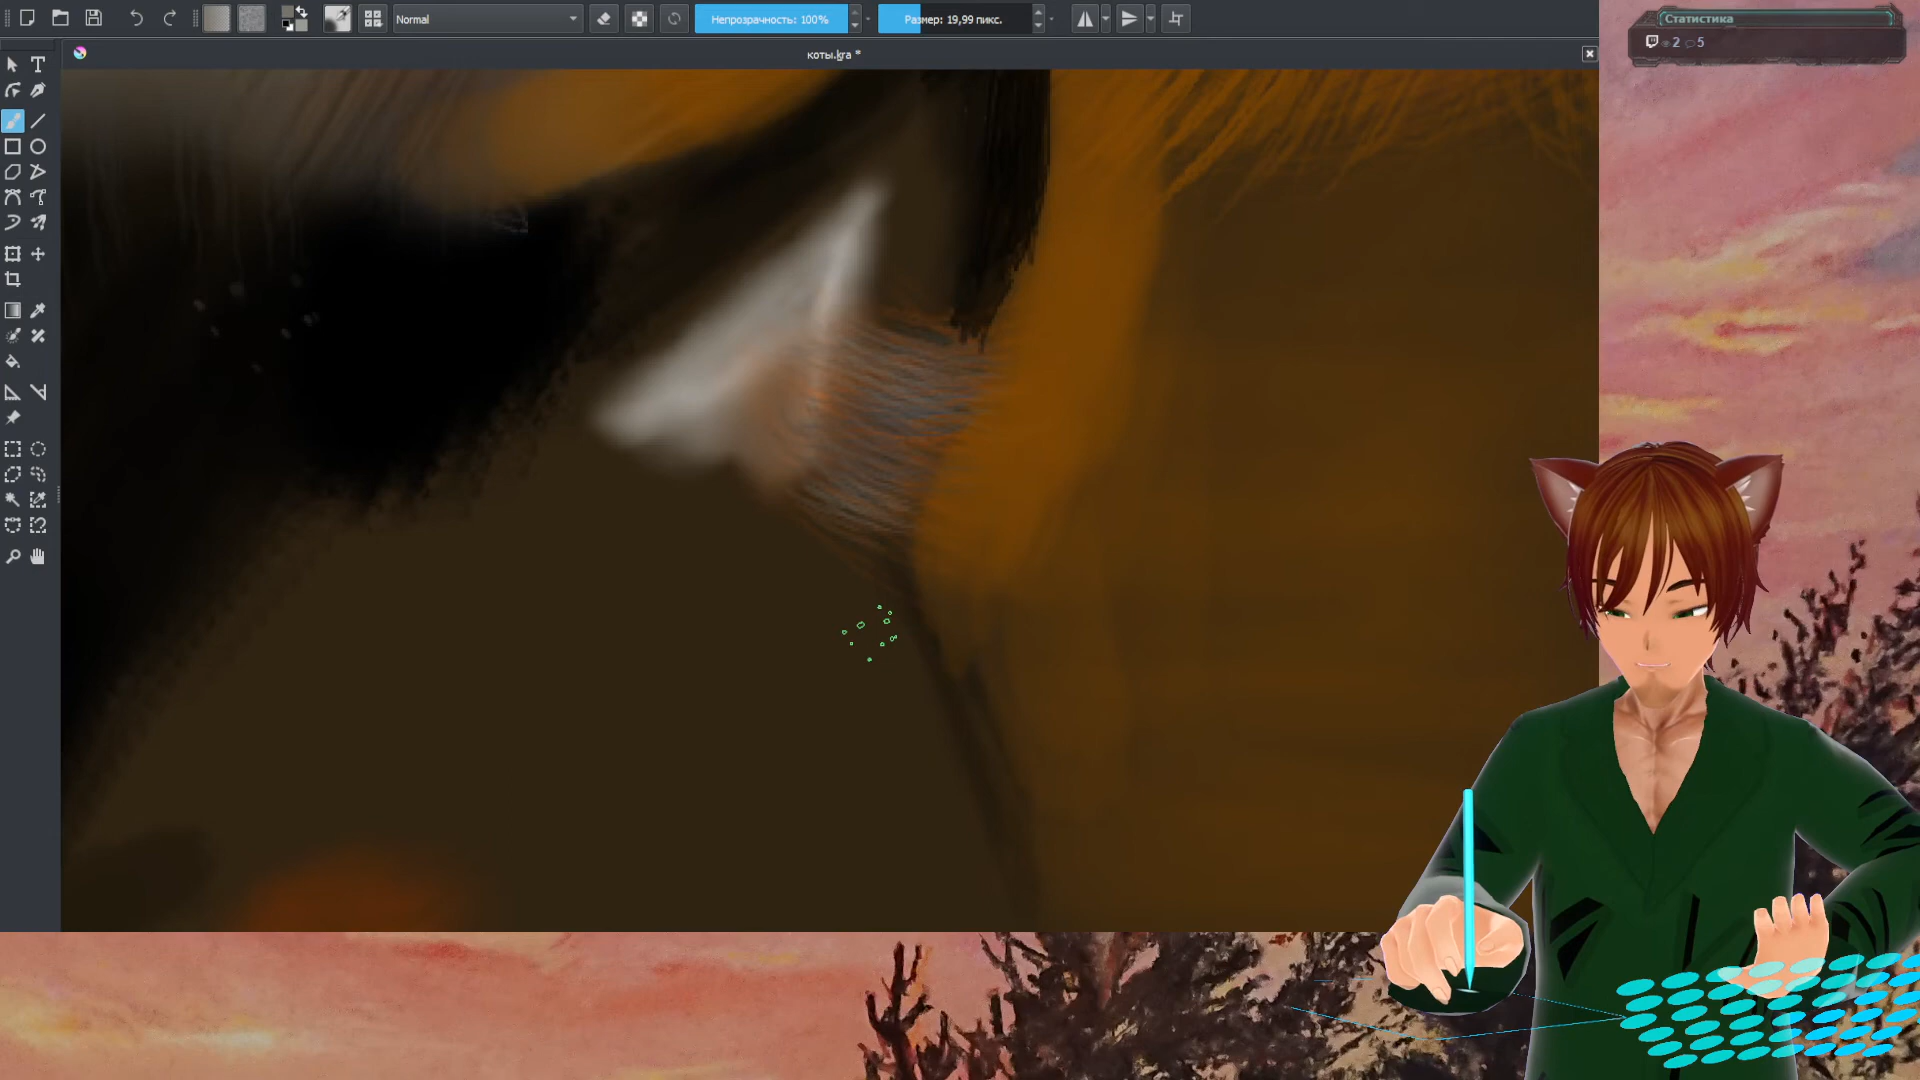 Normal
Непрозрачность: 100%
Размер: 19,99 пикс.
Статистика
коты.kra *
2 5